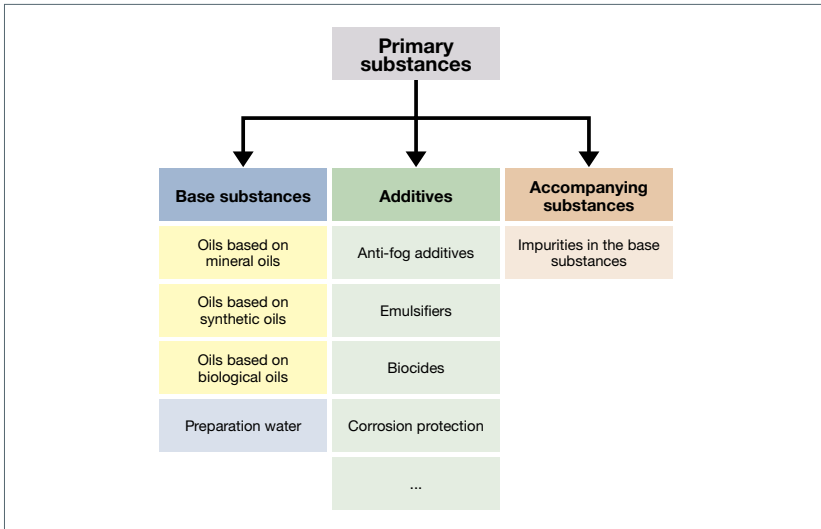 Primary
substances
Base substances
Additives
Accompanying
substances
Oils based on
mineral oils
Anti-fog additives
Impurities in the base
substances
Oils based on
synthetic oils
Emulsifiers
Oils based on
biological oils
Biocides
Preparation water
Corrosion protection
...